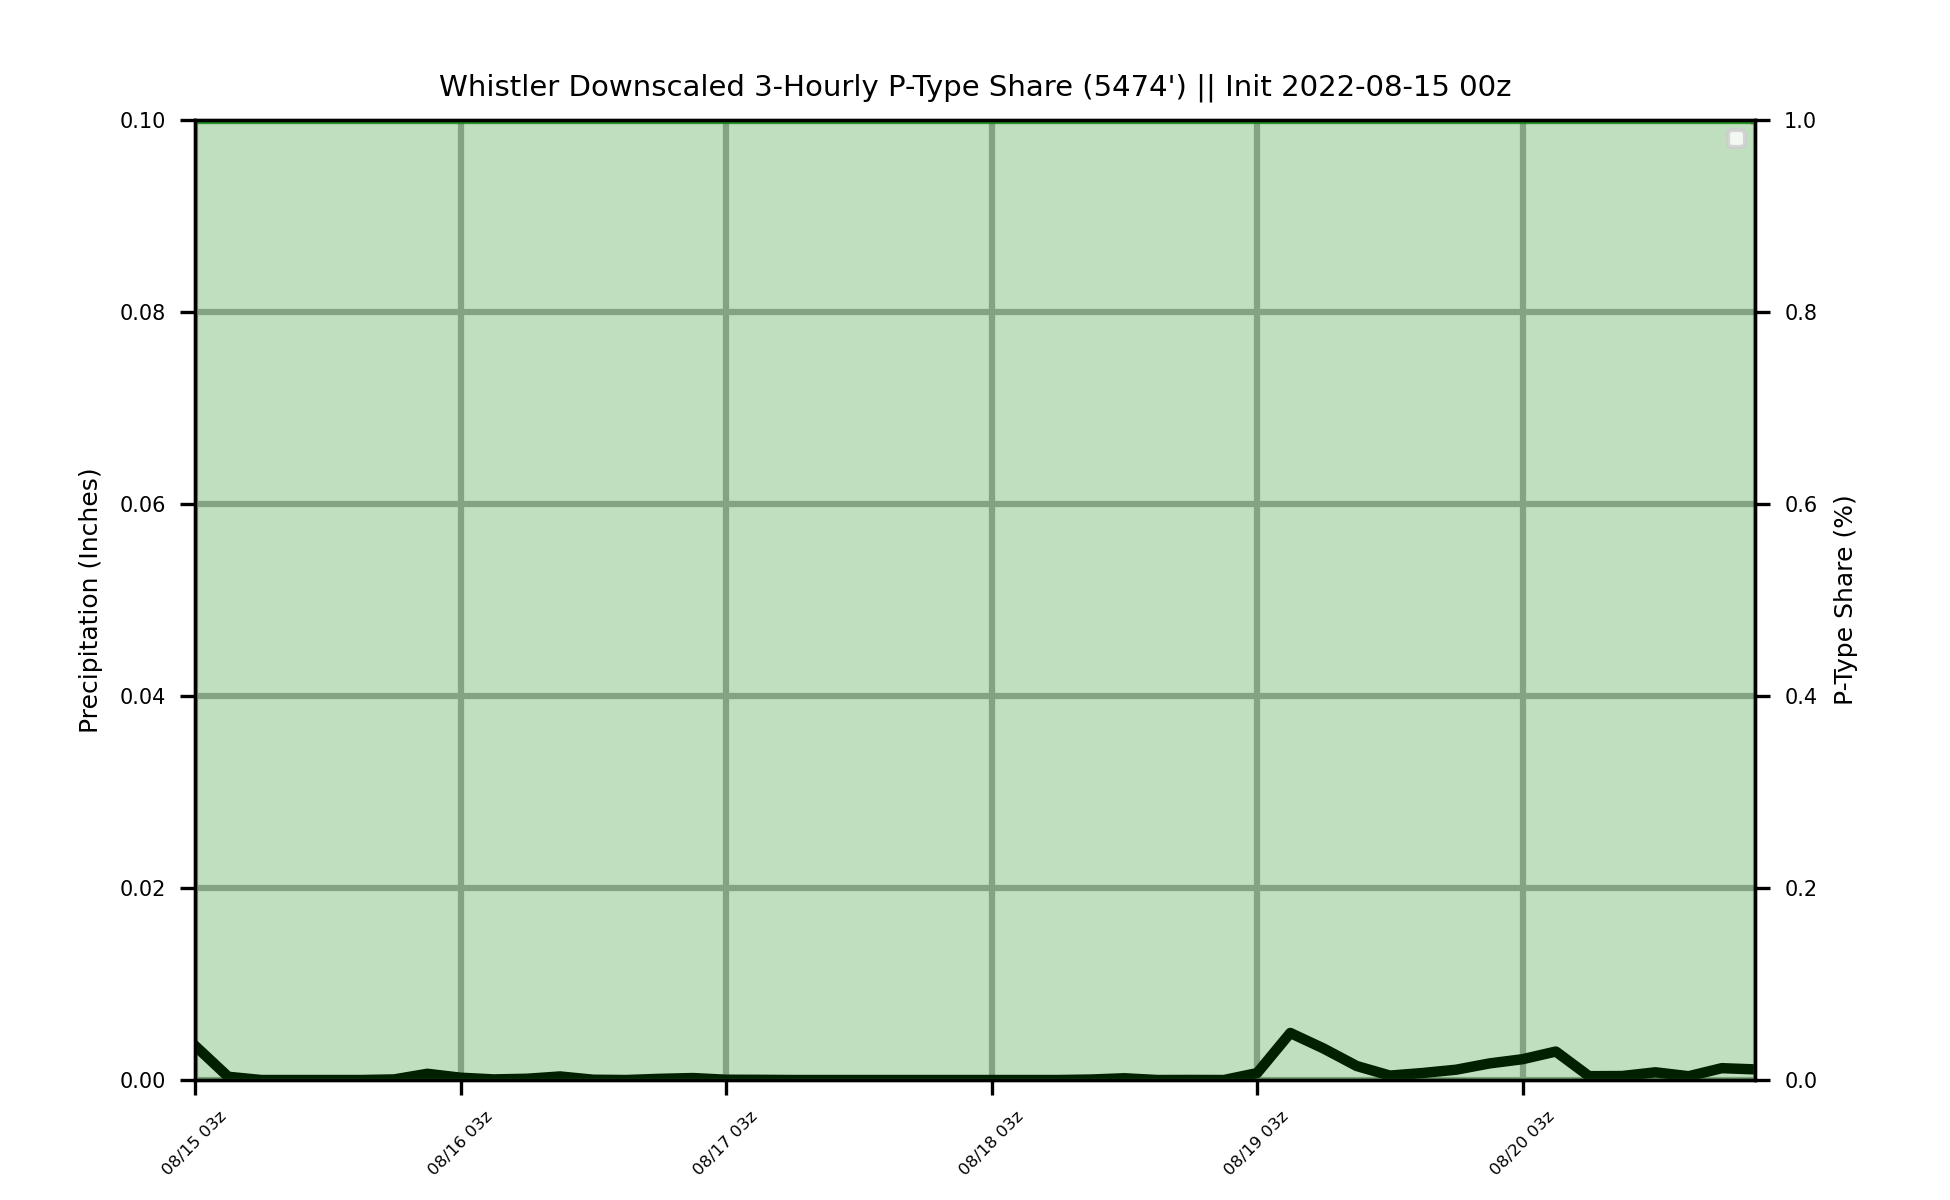 Whistler Downscaled 3-Hourly P-Type Share (5474') || Init 2022-08-15 00z
Precipitation (Inches)
0.10
0.08
0.06
0.04
0.02
0.00
1.0
0.8
0.6
0.4
0.2
0.0
P-Type Share (%)
08/15 03z
08/16 03z
08/17 03z
08/18 03z
08/19 03z
08/20 03z